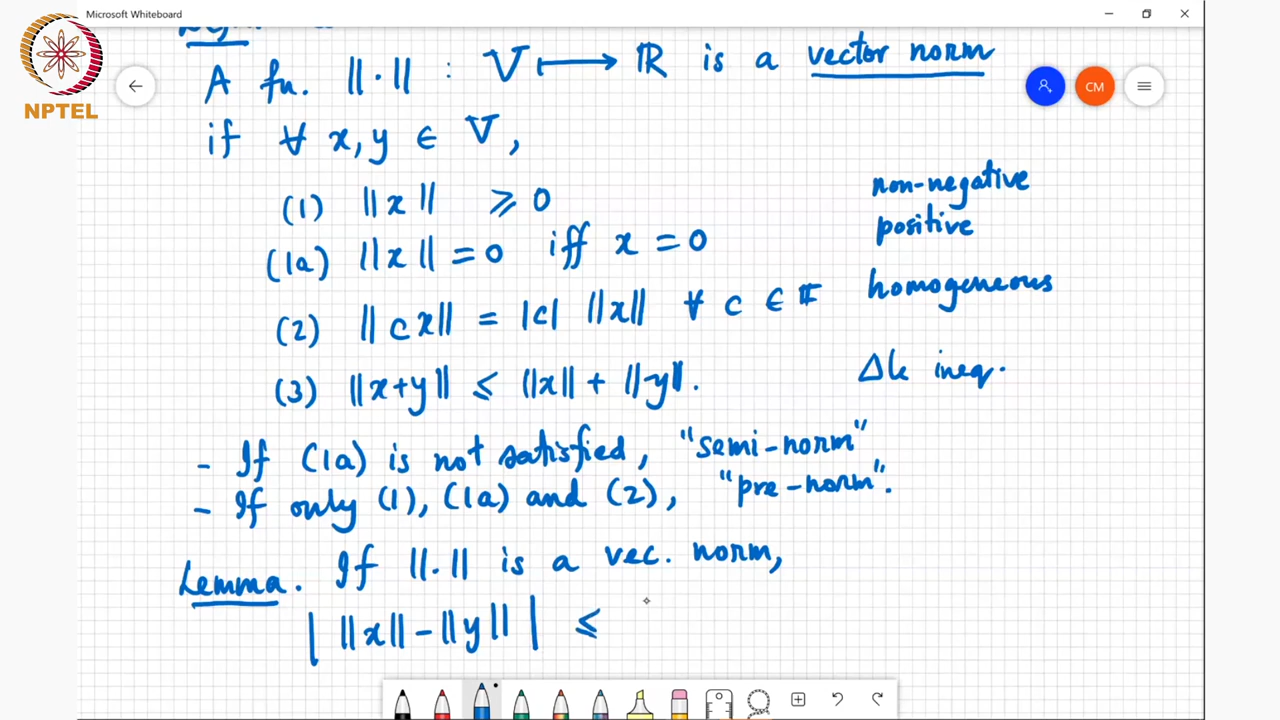 Microsoft Whiteboard
NPTEL
CM
A fn. ||·|| : V ⟼ ℝ is a vector norm
if ∀ x, y ∈ V,
(1) ||x|| ⩾ 0 non-negative
(1a) ||x|| = 0 iff x = 0 positive
(2) ||cx|| = |c| ||x|| ∀ c ∈ 𝔽 homogeneous
(3) ||x+y|| ⩽ ||x|| + ||y||. Δle ineq.
- If (1a) is not satisfied, "semi-norm"
- If only (1), (1a) and (2), "pre-norm".
Lemma. If ||·|| is a vec. norm,
| ||x|| - ||y|| | ⩽